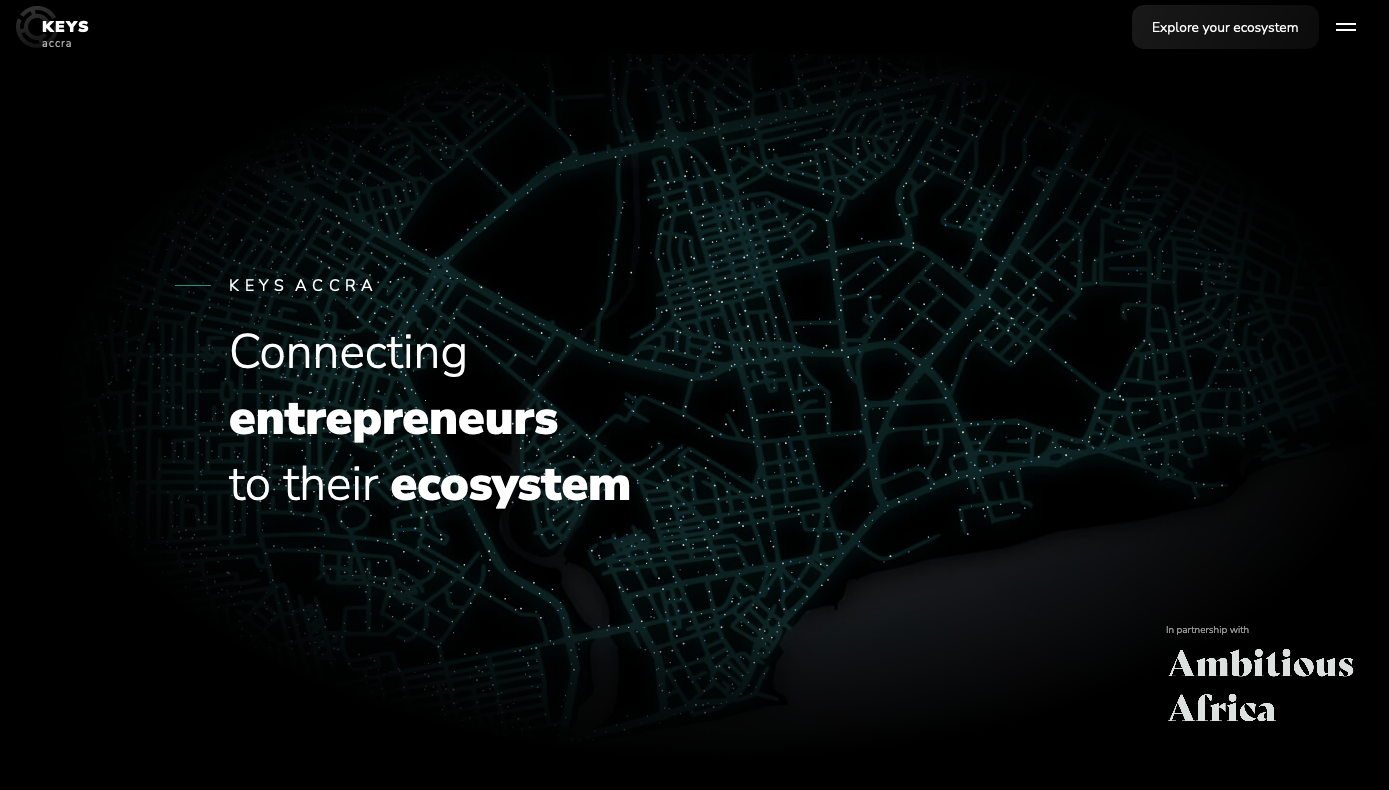 KEYS
accra
Explore your ecosystem
KEYS ACCRA
Connecting
entrepreneurs
to their ecosystem
In partnership with
Ambitious
Africa